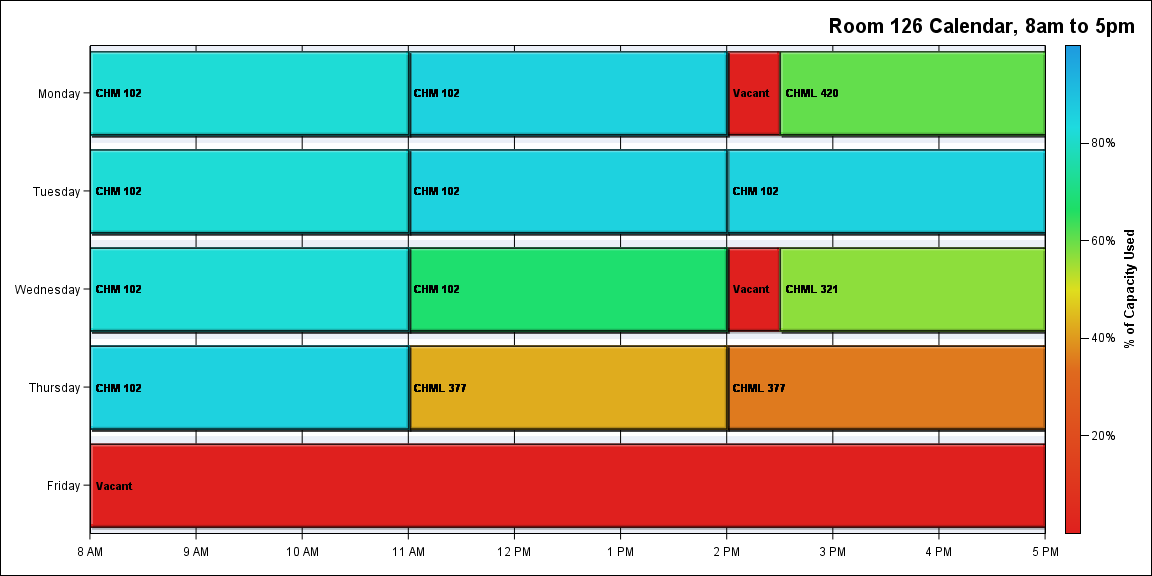 Room 126 Calendar, 8am to 5pm
Monday
CHM 102
CHM 102
Vacant
CHML 420
Tuesday
CHM 102
CHM 102
CHM 102
Wednesday
CHM 102
CHM 102
Vacant
CHML 321
Thursday
CHM 102
CHML 377
CHML 377
Friday
Vacant
8 AM
9 AM
10 AM
11 AM
12 PM
1 PM
2 PM
3 PM
4 PM
5 PM
80%
60%
40%
20%
% of Capacity Used